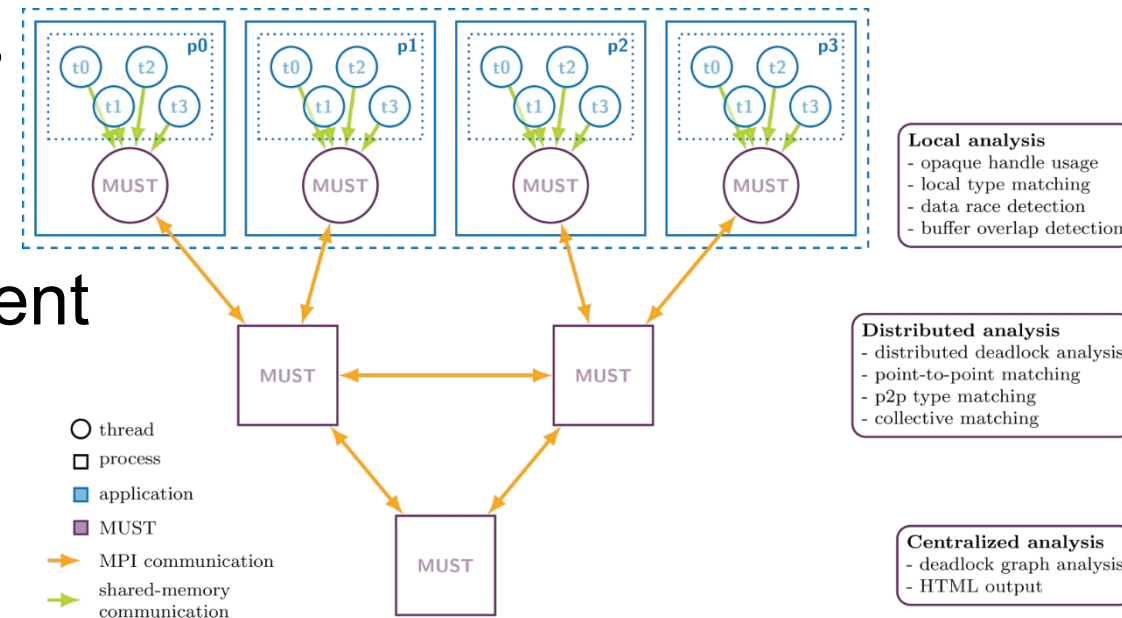 p0
t0
t2
t1
t3
MUST
p1
t0
t2
t1
t3
MUST
p2
t0
t2
t1
t3
MUST
p3
t0
t2
t1
t3
MUST
Local analysis
- opaque handle usage
- local type matching
- data race detection
- buffer overlap detection
ent
MUST
MUST
Distributed analysis
- distributed deadlock analysis
- point-to-point matching
- p2p type matching
- collective matching
thread
process
application
MUST
MPI communication
shared-memory
communication
MUST
Centralized analysis
- deadlock graph analysis
- HTML output